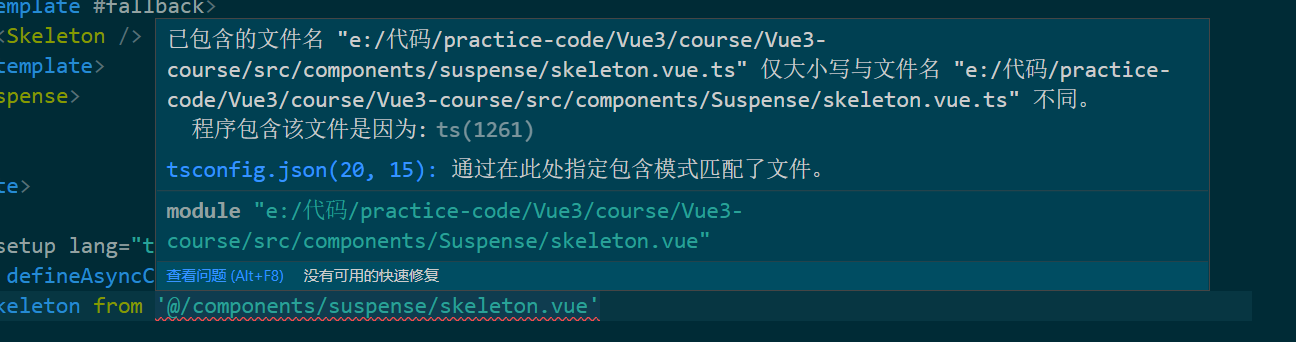 emplate #fallback>
<Skeleton />
template>
spense>
te>
setup lang="t
defineAsyncC
keleton from '@/components/suspense/skeleton.vue'
已包含的文件名 "e:/代码/practice-code/Vue3/course/Vue3-
course/src/components/suspense/skeleton.vue.ts" 仅大小写与文件名 "e:/代码/practice-
code/Vue3/course/Vue3-course/src/components/Suspense/skeleton.vue.ts" 不同。
程序包含该文件是因为: ts(1261)
tsconfig.json(20, 15): 通过在此处指定包含模式匹配了文件。
module "e:/代码/practice-code/Vue3/course/Vue3-
course/src/components/Suspense/skeleton.vue"
查看问题 (Alt+F8) 没有可用的快速修复